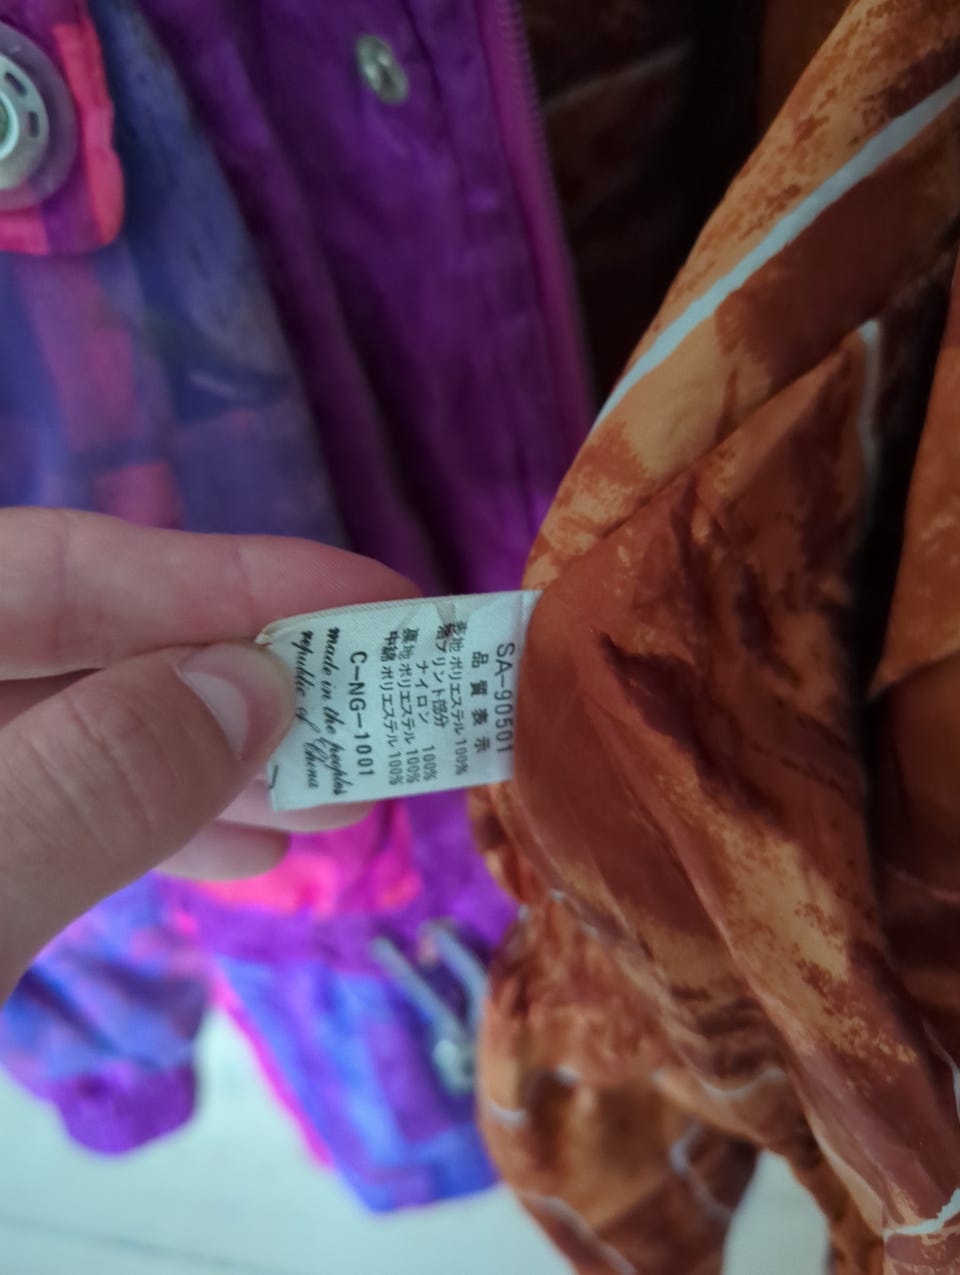 SA-90501
品質表示
表地 ポリエステル 100%
プリント部分
ナイロン 100%
裏地 ポリエステル 100%
中綿 ポリエステル 100%
C-NG-1001
made in the peoples
republic of China